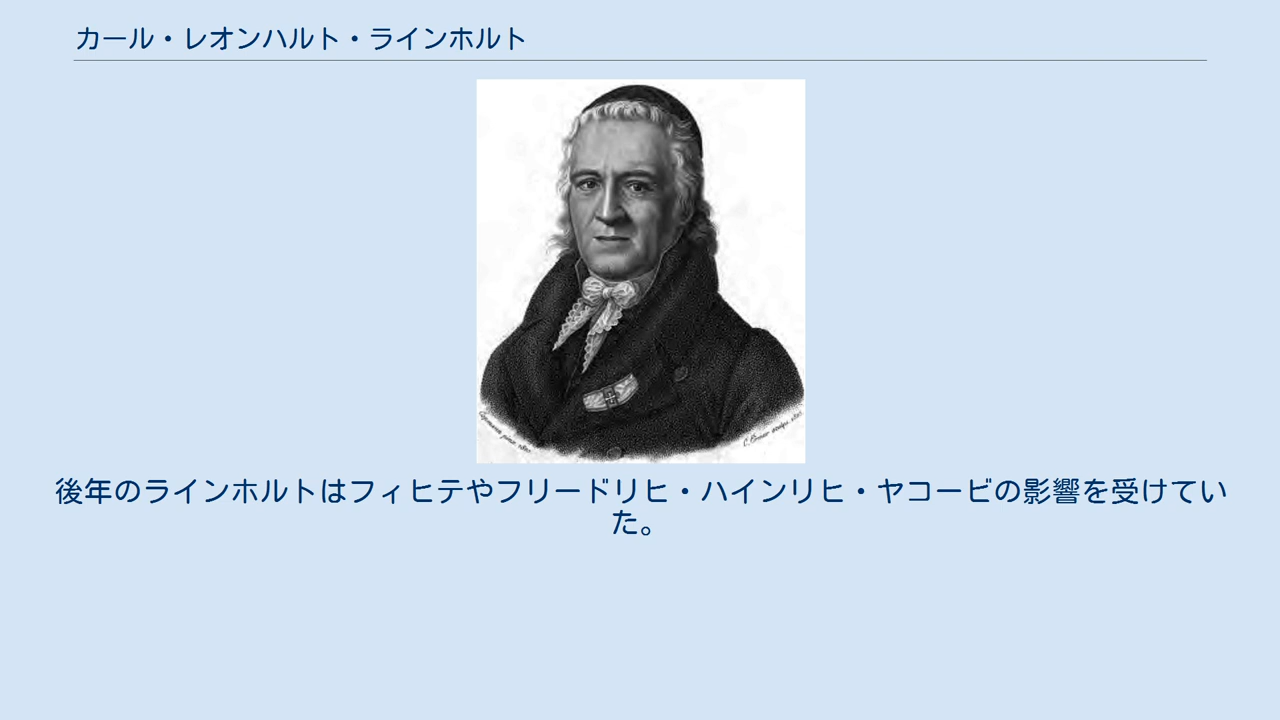 カール・レオンハルト・ラインホルト
後年のラインホルトはフィヒテやフリードリヒ・ハインリヒ・ヤコービの影響を受けてい
た。